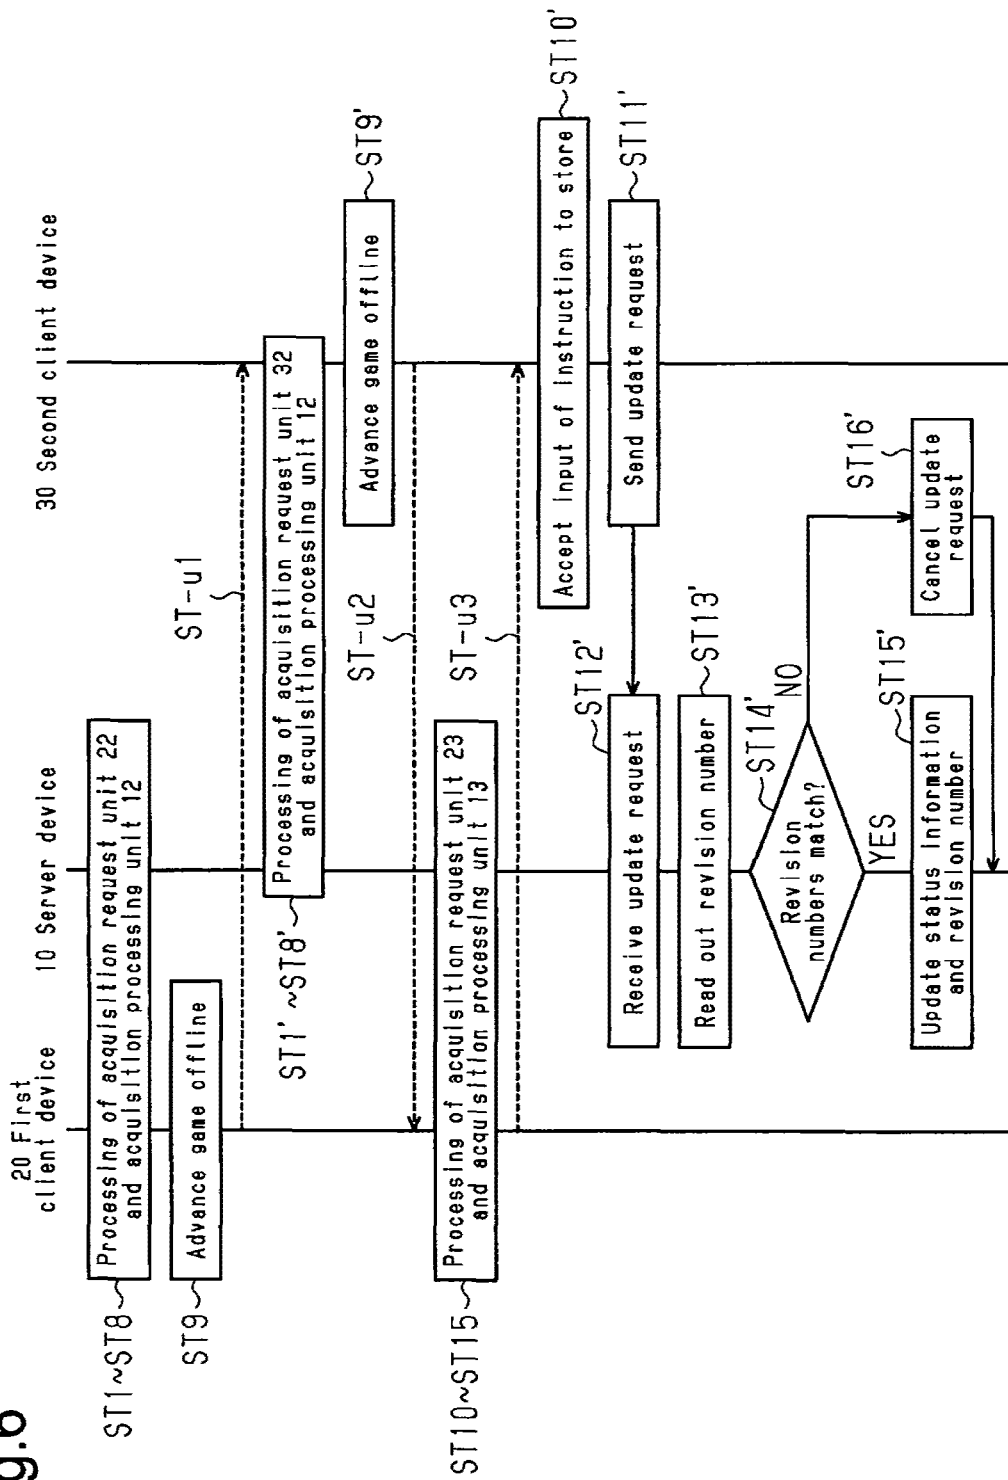 g.6
20 First
client device
10 Server device
30 Second client device
ST1~ST8
Processing of acquisition request unit 22
and acquisition processing unit 12
ST9
Advance game offline
ST-u1
ST1'~ST8'
Processing of acquisition request unit 32
and acquisition processing unit 12
Advance game offline
ST9'
ST-u2
ST10~ST15
Processing of acquisition request unit 23
and acquisition processing unit 13
ST-u3
Accept input of instruction to store
ST10'
Send update request
ST11'
ST12'
Receive update request
Read out revision number
ST13'
ST14'
Revision
numbers match?
NO
YES
ST15'
Update status information
and revision number
ST16'
Cancel update
request